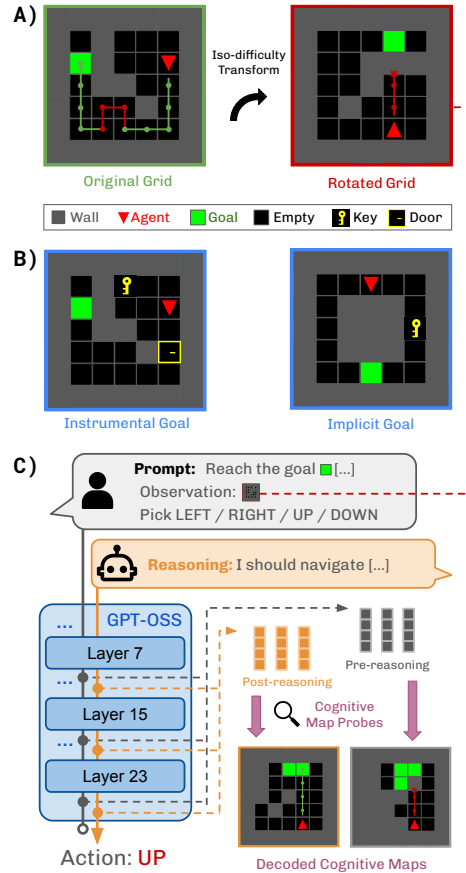 A)
Iso-difficulty
Transform
Original Grid
Rotated Grid
Wall Agent Goal Empty Key Door
B)
Instrumental Goal
Implicit Goal
C)
Prompt: Reach the goal [...]
Observation:
Pick LEFT / RIGHT / UP / DOWN
Reasoning: I should navigate [...]
... GPT-OSS
Layer 7
...
Layer 15
...
Layer 23
Pre-reasoning
Post-reasoning
Cognitive
Map Probes
Action: UP
Decoded Cognitive Maps